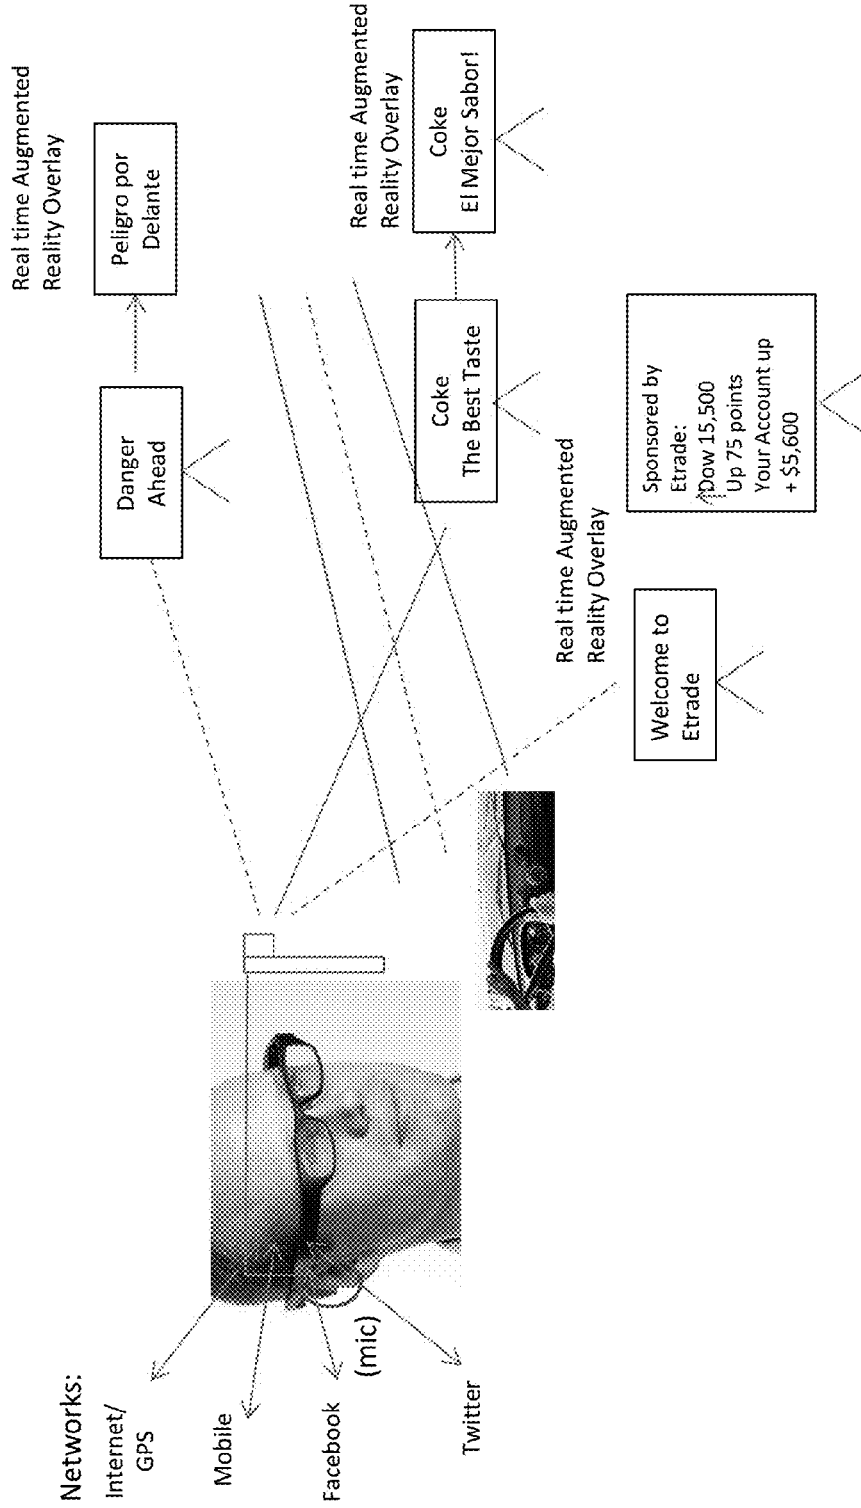 Networks:
Internet/
GPS
Mobile
Facebook
(mic)
Twitter
Danger
Ahead
Real time Augmented
Reality Overlay
Peligro por
Delante
Coke
The Best Taste
Real time Augmented
Reality Overlay
Coke
El Mejor Sabor!
Welcome to
Etrade
Real time Augmented
Reality Overlay
Sponsored by
Etrade:
Dow 15,500
Up 75 points
Your Account up
+ $5,600